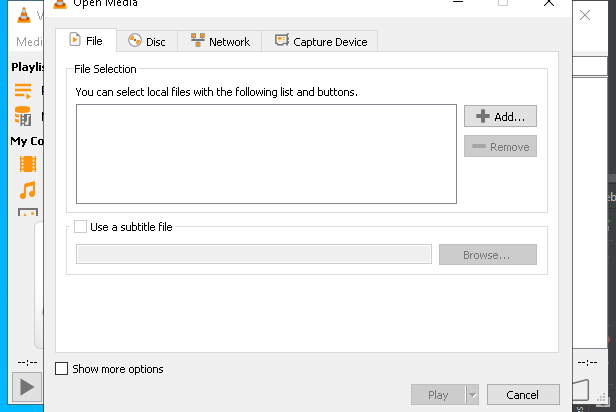 Open Media
Medi
File
Disc
Network
Capture Device
Playlis
File Selection
You can select local files with the following list and buttons.
Add...
Remove
My Co
Use a subtitle file
Browse...
--:--
--:--
Show more options
Play
Cancel